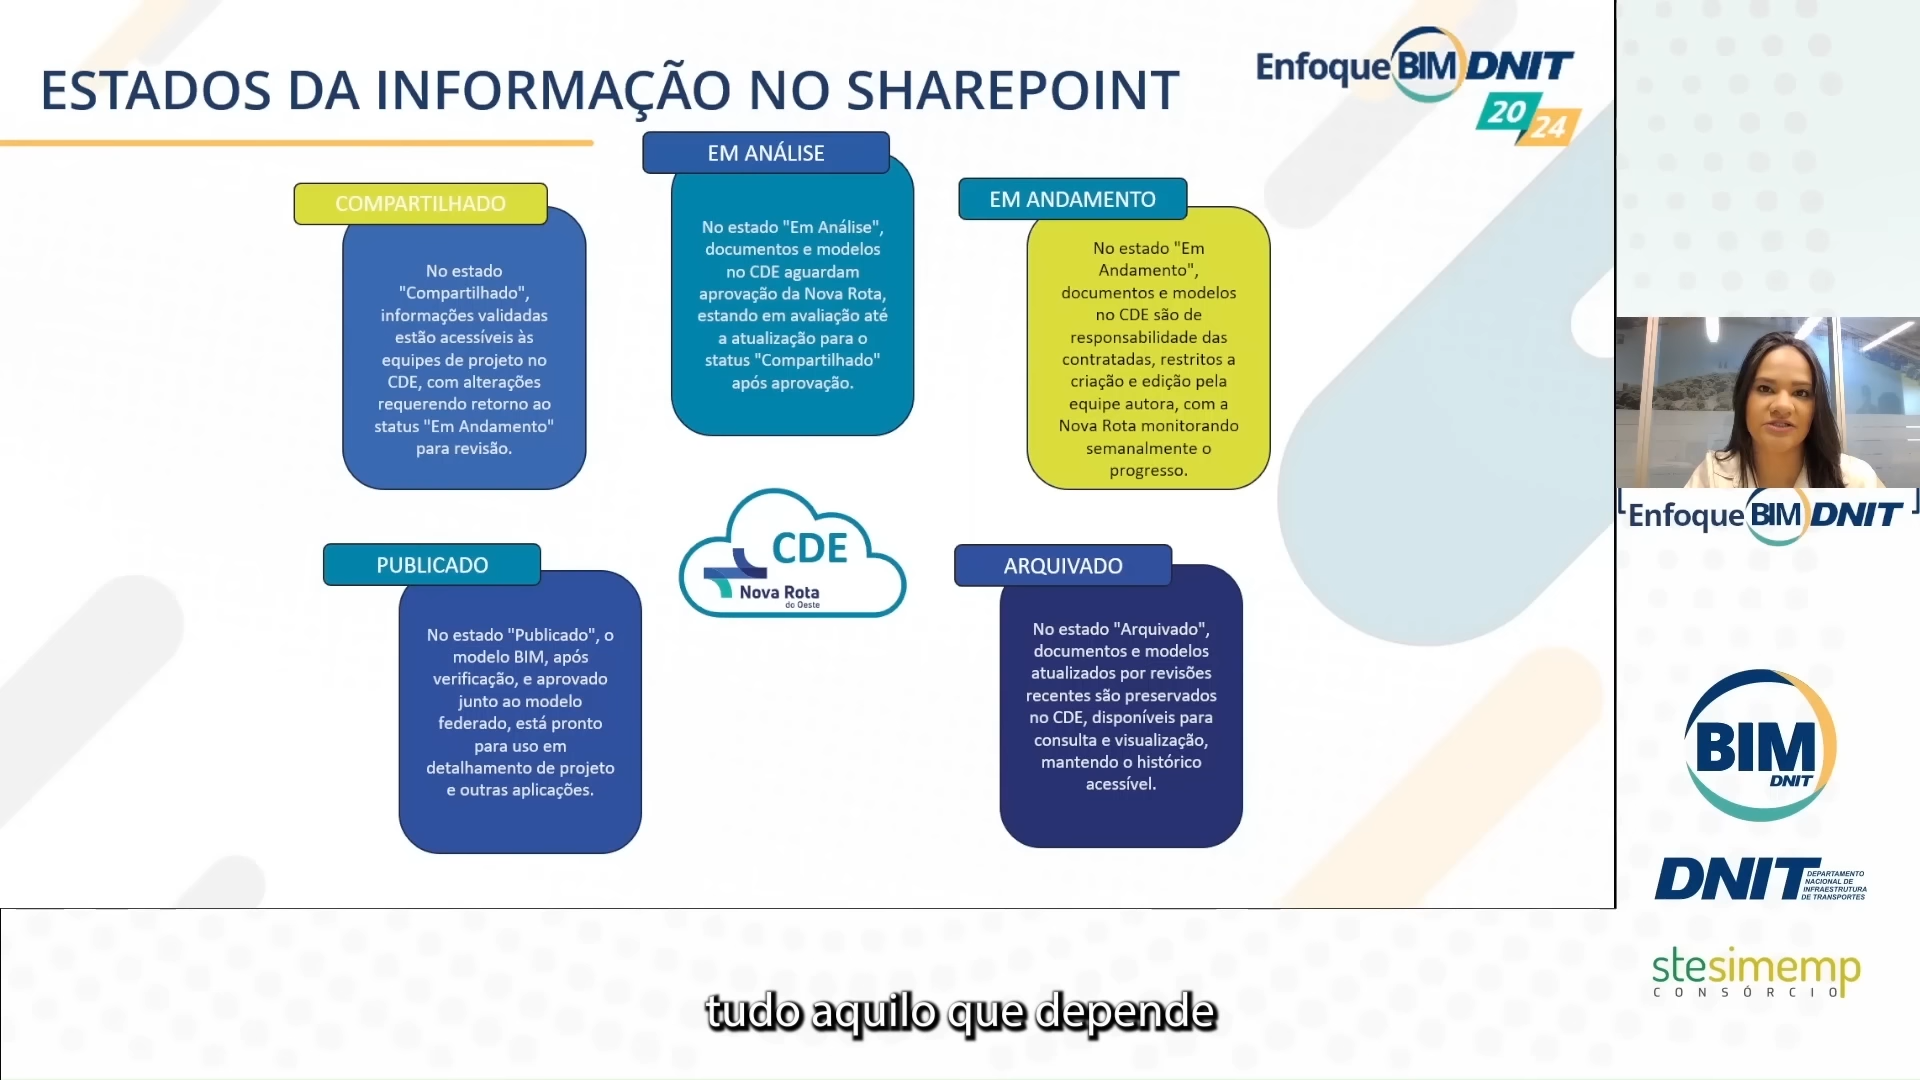 ESTADOS DA INFORMAÇÃO NO SHAREPOINT
Enfoque BIM DNIT
20
24
COMPARTILHADO
No estado
"Compartilhado",
informações validadas
estão acessíveis às
equipes de projeto no
CDE, com alterações
requerendo retorno ao
status "Em Andamento"
para revisão.
EM ANÁLISE
No estado "Em Análise",
documentos e modelos
no CDE aguardam
aprovação da Nova Rota,
estando em avaliação até
a atualização para o
status "Compartilhado"
após aprovação.
EM ANDAMENTO
No estado "Em
Andamento",
documentos e modelos
no CDE são de
responsabilidade das
contratadas, restritos a
criação e edição pela
equipe autora, com a
Nova Rota monitorando
semanalmente o
progresso.
PUBLICADO
No estado "Publicado", o
modelo BIM, após
verificação, e aprovado
junto ao modelo
federado, está pronto
para uso em
detalhamento de projeto
e outras aplicações.
CDE
Nova Rota
do Oeste
ARQUIVADO
No estado "Arquivado",
documentos e modelos
atualizados por revisões
recentes são preservados
no CDE, disponíveis para
consulta e visualização,
mantendo o histórico
acessível.
Enfoque BIM DNIT
BIM
DNIT
DNIT
DEPARTAMENTO
NACIONAL DE
INFRAESTRUTURA
DE TRANSPORTES
stesimemp
CONSÓRCIO
tudo aquilo que depende